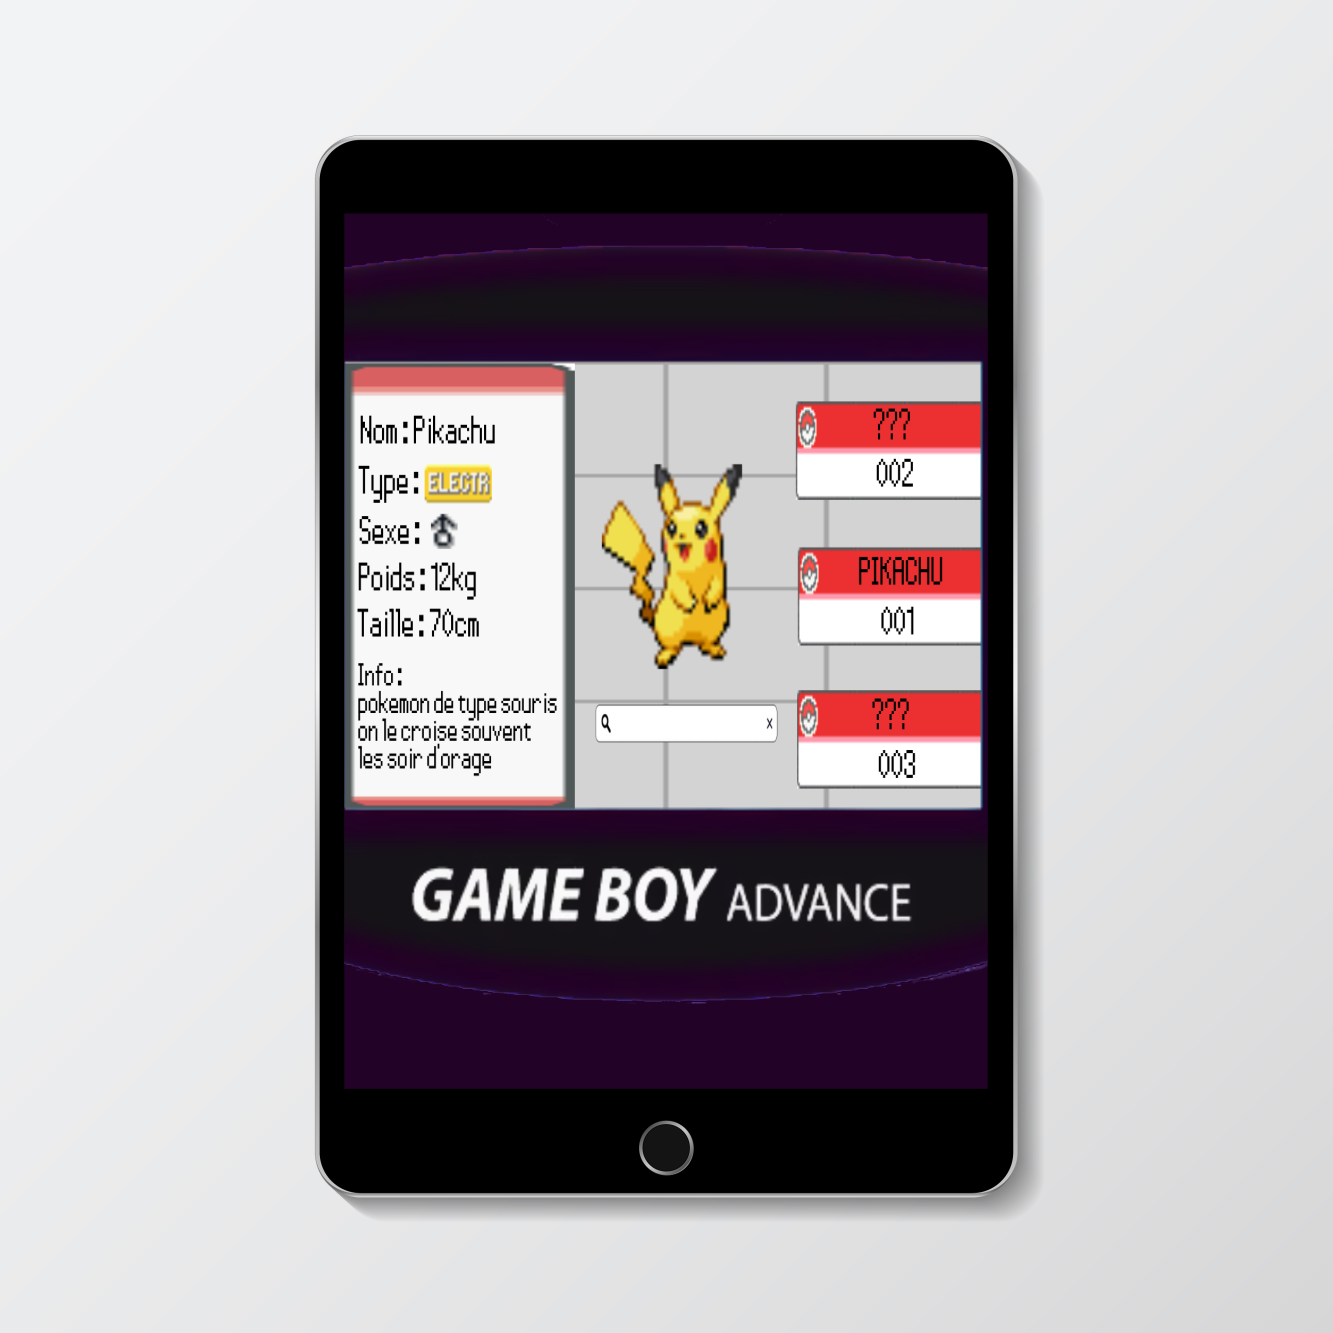 Nom:Pikachu
Type: ELECTR
Sexe: ♂
Poids:12kg
Taille:70cm
Info:
pokemon de type souris
on le croise souvent
les soir d'orage
???
002
PIKACHU
001
x
???
003
GAME BOY ADVANCE